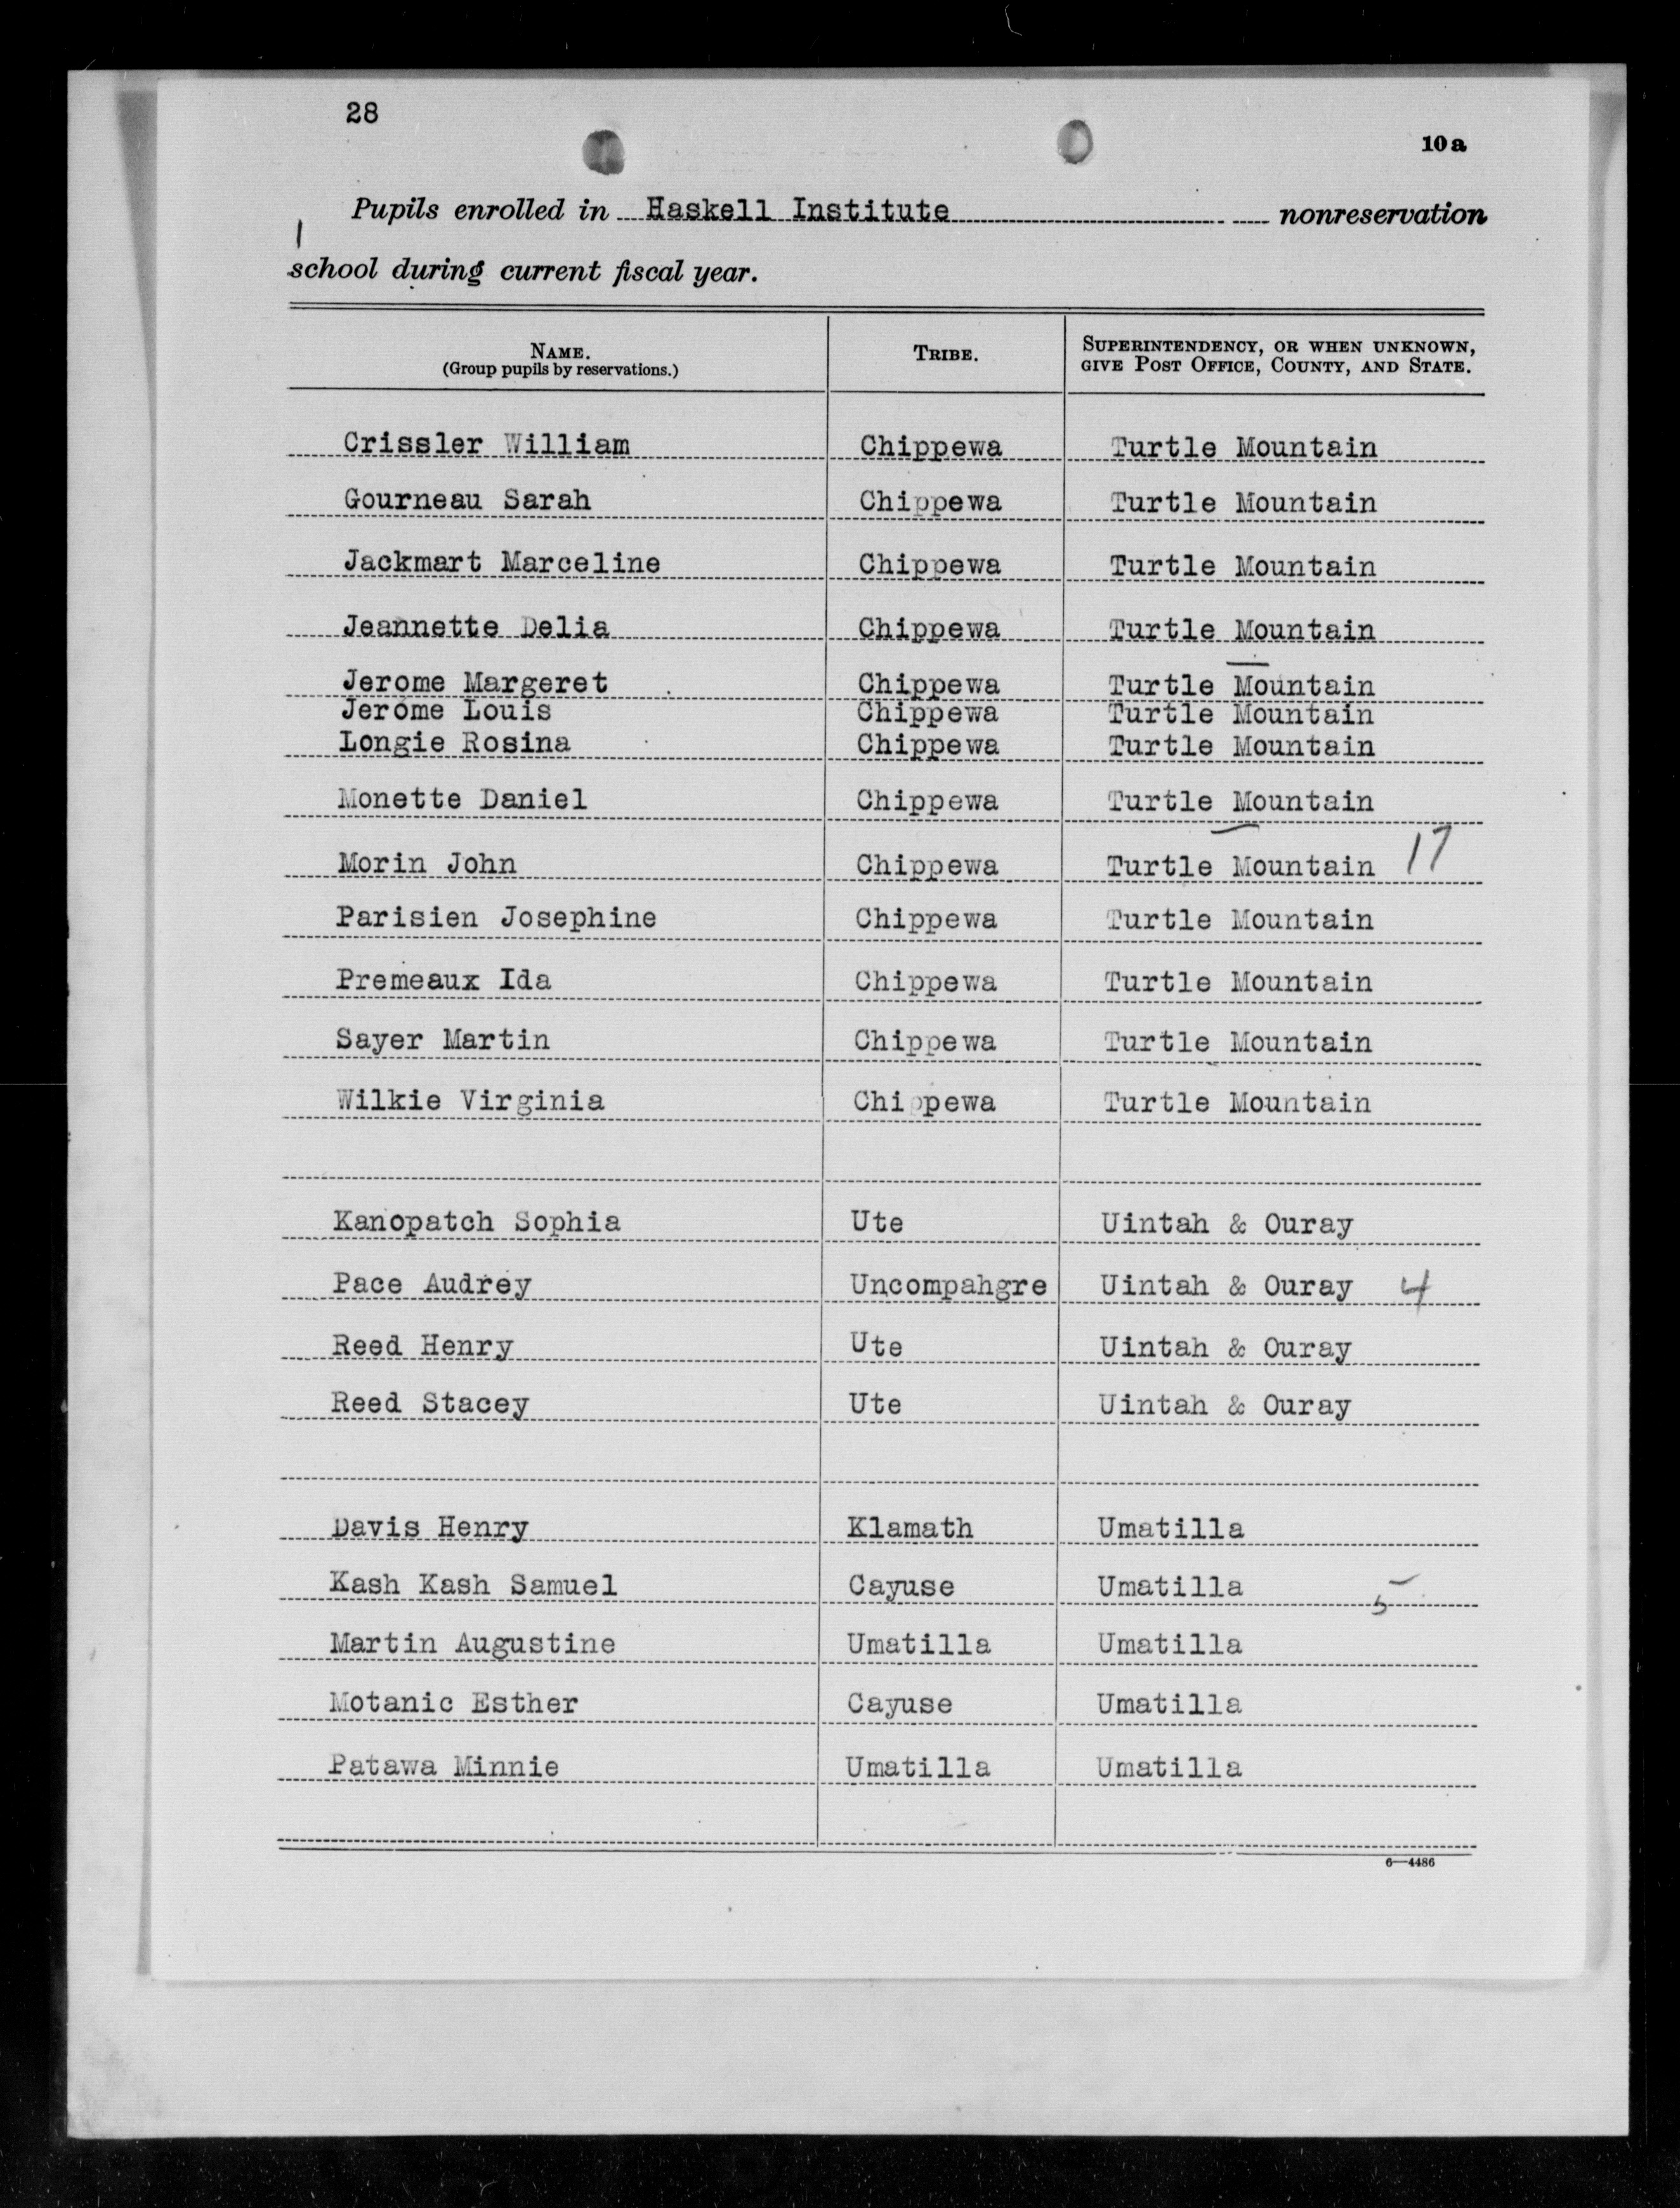 28
10a
Pupils enrolled in Haskell Institute nonreservation
school during current fiscal year.
NAME. TRIBE. SUPERINTENDENCY, OR WHEN UNKNOWN,
(Group pupils by reservations.) GIVE POST OFFICE, COUNTY, AND STATE.
Crissler William Chippewa Turtle Mountain
Gourneau Sarah Chippewa Turtle Mountain
Jackmart Marceline Chippewa Turtle Mountain
Jeannette Delia Chippewa Turtle Mountain
Jerome Margeret Chippewa Turtle Mountain
Jerome Louis Chippewa Turtle Mountain
Longie Rosina Chippewa Turtle Mountain
Monette Daniel Chippewa Turtle Mountain
Morin John Chippewa Turtle Mountain 17
Parisien Josephine Chippewa Turtle Mountain
Premeaux Ida Chippewa Turtle Mountain
Sayer Martin Chippewa Turtle Mountain
Wilkie Virginia Chippewa Turtle Mountain
Kanopatch Sophia Ute Uintah & Ouray
Pace Audrey Uncompahgre Uintah & Ouray 4
Reed Henry Ute Uintah & Ouray
Reed Stacey Ute Uintah & Ouray
Davis Henry Klamath Umatilla
Kash Kash Samuel Cayuse Umatilla 5
Martin Augustine Umatilla Umatilla
Motanic Esther Cayuse Umatilla
Patawa Minnie Umatilla Umatilla
6—4486